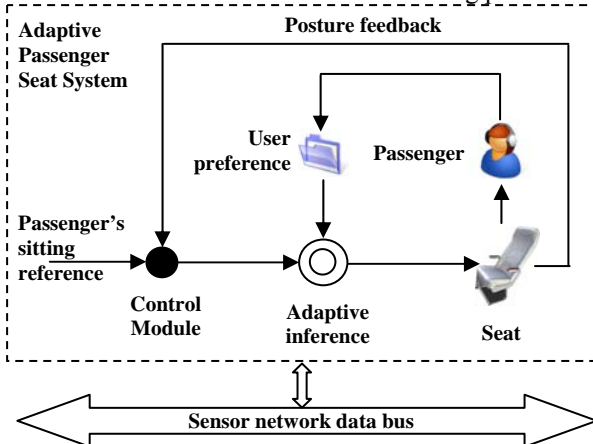 Adaptive
Passenger
Seat System
Posture feedback
User
preference
Passenger
Passenger's
sitting
reference
Control
Module
Adaptive
inference
Seat
Sensor network data bus